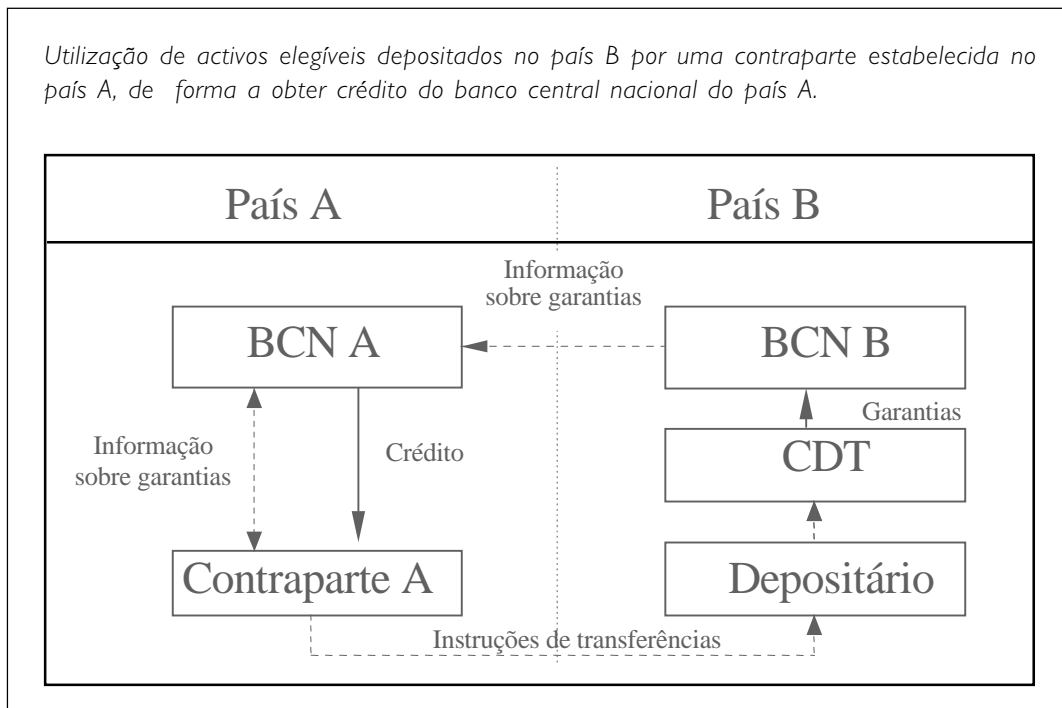 Utilização de activos elegíveis depositados no país B por uma contraparte estabelecida no
país A, de forma a obter crédito do banco central nacional do país A.
País A
País B
Informação
sobre garantias
BCN A
BCN B
Garantias
Informação
sobre garantias
Crédito
CDT
Contraparte A
Depositário
Instruções de transferências